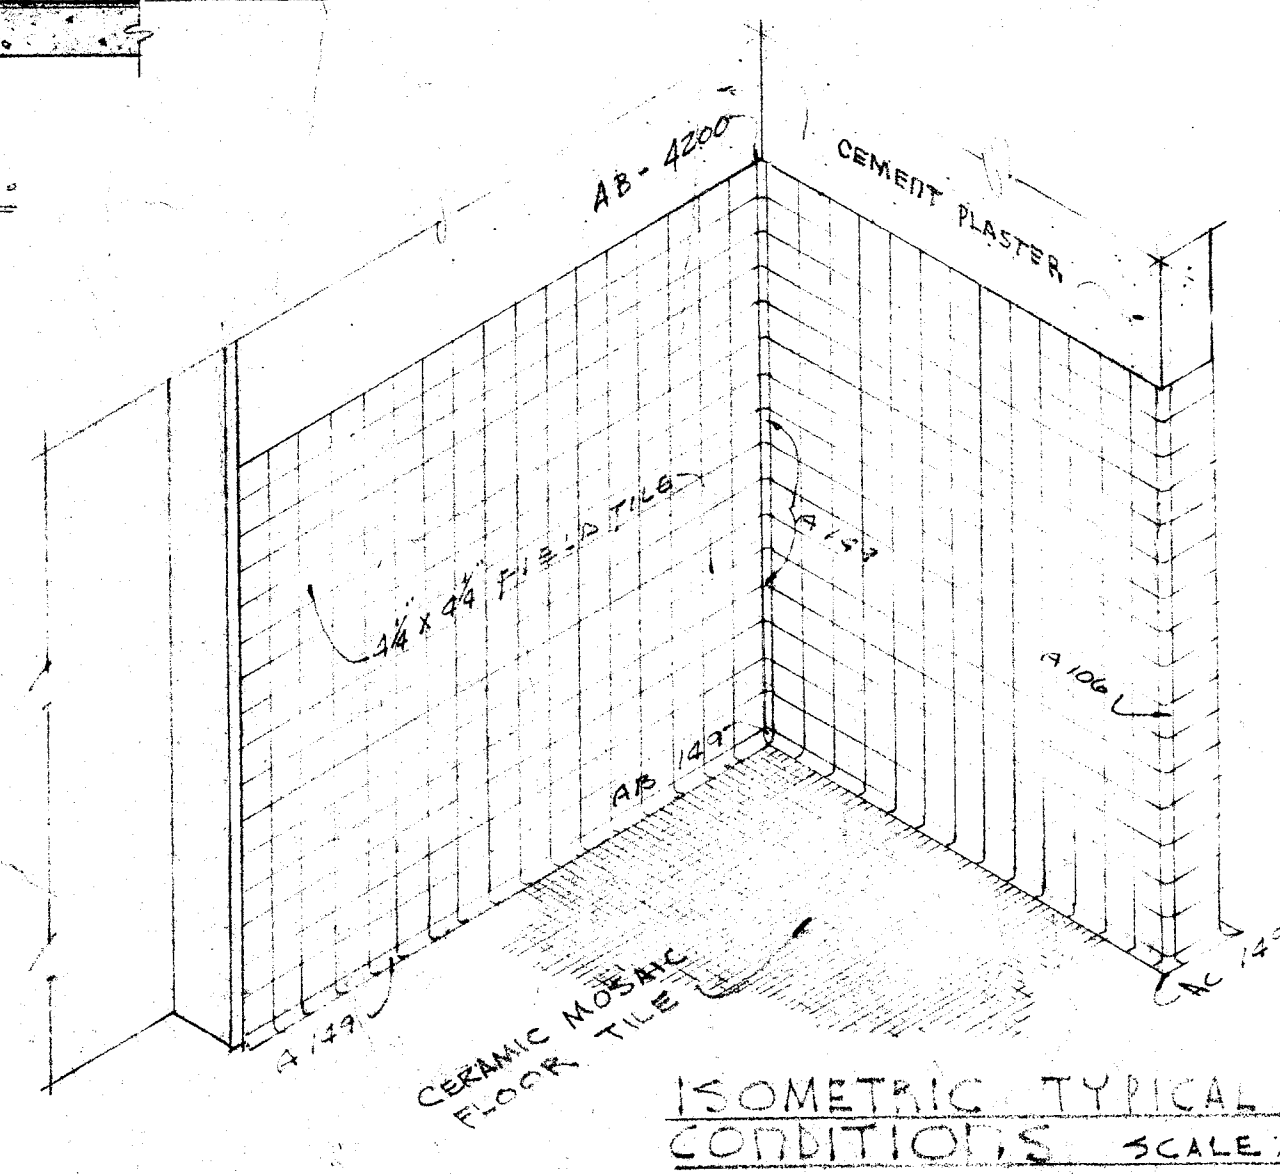 AB-4200
CEMENT PLASTER
4¼" X 4¼" FIELD TILE
A 106
AB 149
A 149
AC
CERAMIC MOSAIC
FLOOR TILE
ISOMETRIC TYPICAL
CONDITIONS SCALE: